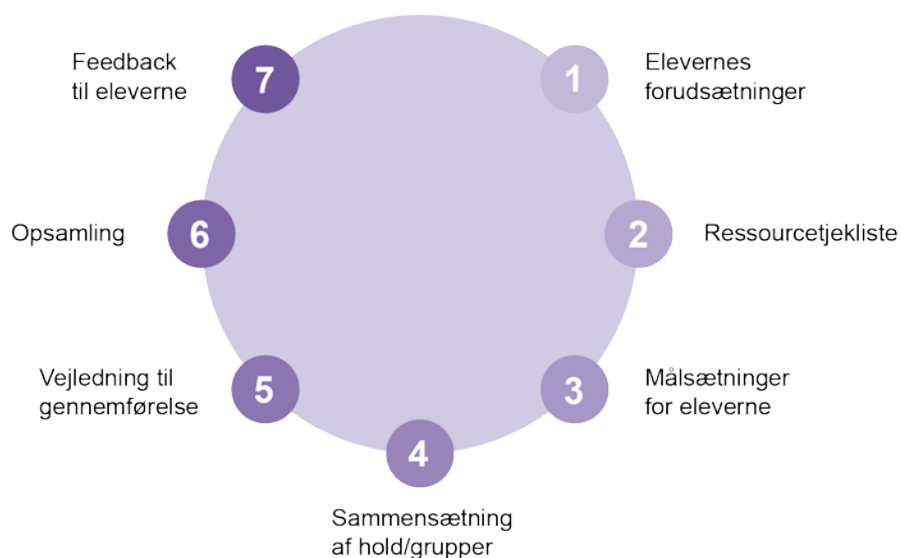 1
Elevernes
forudsætninger
2
Ressourcetjekliste
3
Målsætninger
for eleverne
4
Sammensætning
af hold/grupper
5
Vejledning til
gennemførelse
6
Opsamling
7
Feedback
til eleverne